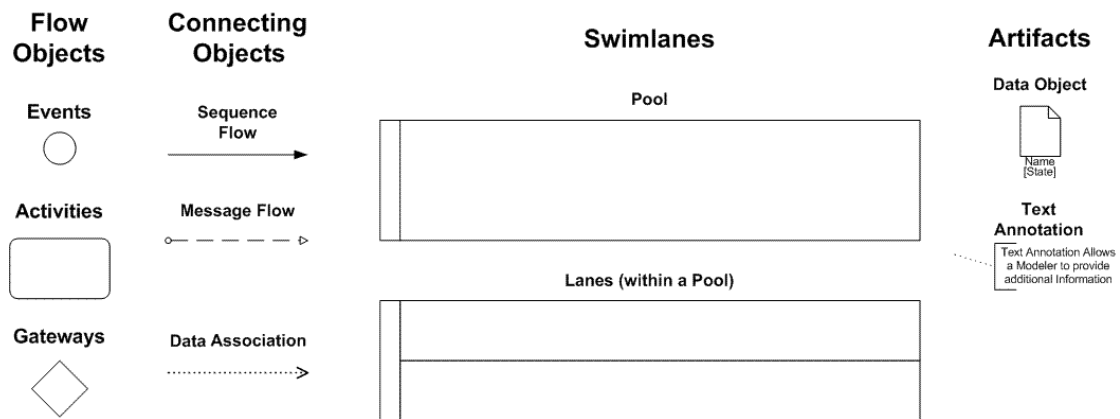 Flow
Objects
Events
Activities
Gateways
Connecting
Objects
Sequence
Flow
Message Flow
Data Association
Swimlanes
Pool
Lanes (within a Pool)
Artifacts
Data Object
Name
[State]
Text
Annotation
Text Annotation Allows
a Modeler to provide
additional Information